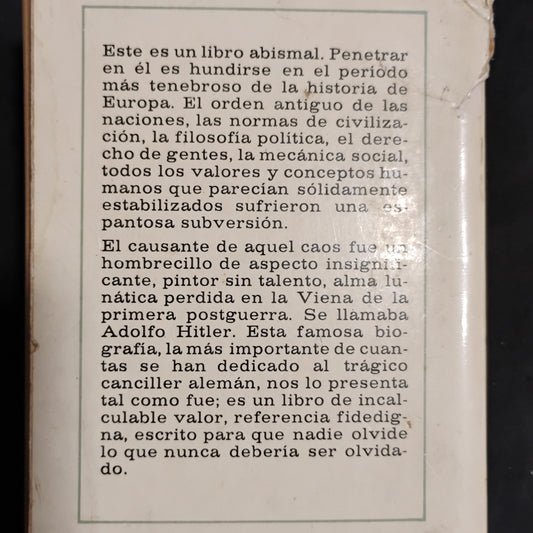 Este es un libro abismal. Penetrar
en él es hundirse en el período
más tenebroso de la historia de
Europa. El orden antiguo de las
naciones, las normas de civiliza-
ción, la filosofía política, el dere-
cho de gentes, la mecánica social,
todos los valores y conceptos hu-
manos que parecían sólidamente
estabilizados sufrieron una es-
pantosa subversión.
El causante de aquel caos fue un
hombrecillo de aspecto insignifi-
cante, pintor sin talento, alma lu-
nática perdida en la Viena de la
primera postguerra. Se llamaba
Adolfo Hitler. Esta famosa bio-
grafía, la más importante de cuan-
tas se han dedicado al trágico
canciller alemán, nos lo presenta
tal como fue; es un libro de incal-
culable valor, referencia fidedig-
na, escrito para que nadie olvide
lo que nunca debería ser olvida-
do.